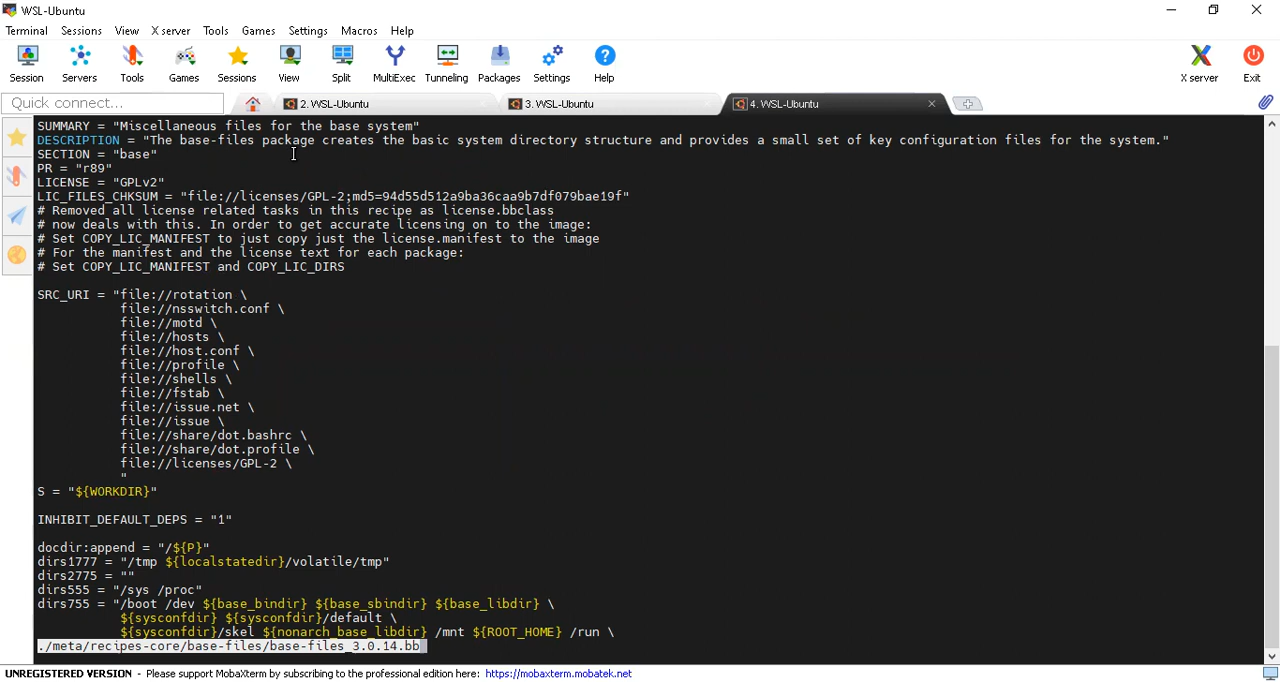 WSL-Ubuntu
Terminal Sessions View X server Tools Games Settings Macros Help
Session Servers Tools Games Sessions View Split MultiExec Tunneling Packages Settings Help X server Exit
Quick connect... 2. WSL-Ubuntu 3. WSL-Ubuntu 4. WSL-Ubuntu
SUMMARY = "Miscellaneous files for the base system"
DESCRIPTION = "The base-files package creates the basic system directory structure and provides a small set of key configuration files for the system."
SECTION = "base"
PR = "r89"
LICENSE = "GPLv2"
LIC_FILES_CHKSUM = "file://licenses/GPL-2;md5=94d55d512a9ba36caa9b7df079bae19f"
# Removed all license related tasks in this recipe as license.bbclass
# now deals with this. In order to get accurate licensing on to the image:
# Set COPY_LIC_MANIFEST to just copy just the license.manifest to the image
# For the manifest and the license text for each package:
# Set COPY_LIC_MANIFEST and COPY_LIC_DIRS
SRC_URI = "file://rotation \
file://nsswitch.conf \
file://motd \
file://hosts \
file://host.conf \
file://profile \
file://shells \
file://fstab \
file://issue.net \
file://issue \
file://share/dot.bashrc \
file://share/dot.profile \
file://licenses/GPL-2 \
"
S = "${WORKDIR}"
INHIBIT_DEFAULT_DEPS = "1"
docdir:append = "/${P}"
dirs1777 = "/tmp ${localstatedir}/volatile/tmp"
dirs2775 = ""
dirs555 = "/sys /proc"
dirs755 = "/boot /dev ${base_bindir} ${base_sbindir} ${base_libdir} \
${sysconfdir} ${sysconfdir}/default \
${sysconfdir}/skel ${nonarch_base_libdir} /mnt ${ROOT_HOME} /run \
./meta/recipes-core/base-files/base-files_3.0.14.bb
UNREGISTERED VERSION - Please support MobaXterm by subscribing to the professional edition here: https://mobaxterm.mobatek.net